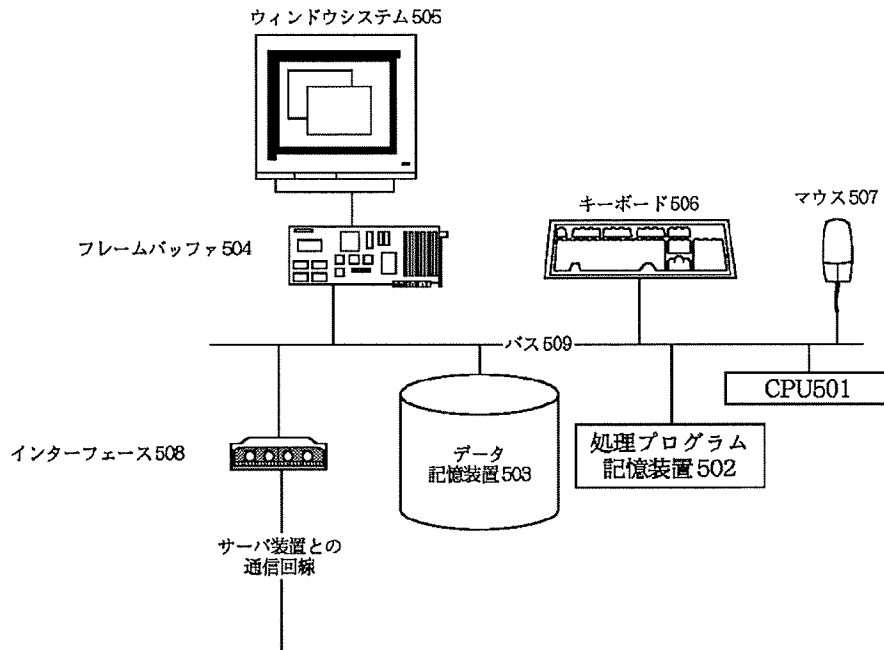 ウィンドウシステム505
キーボード506
マウス507
フレームバッファ504
バス509
CPU501
インターフェース508
データ
記憶装置503
処理プログラム
記憶装置502
サーバ装置との
通信回線